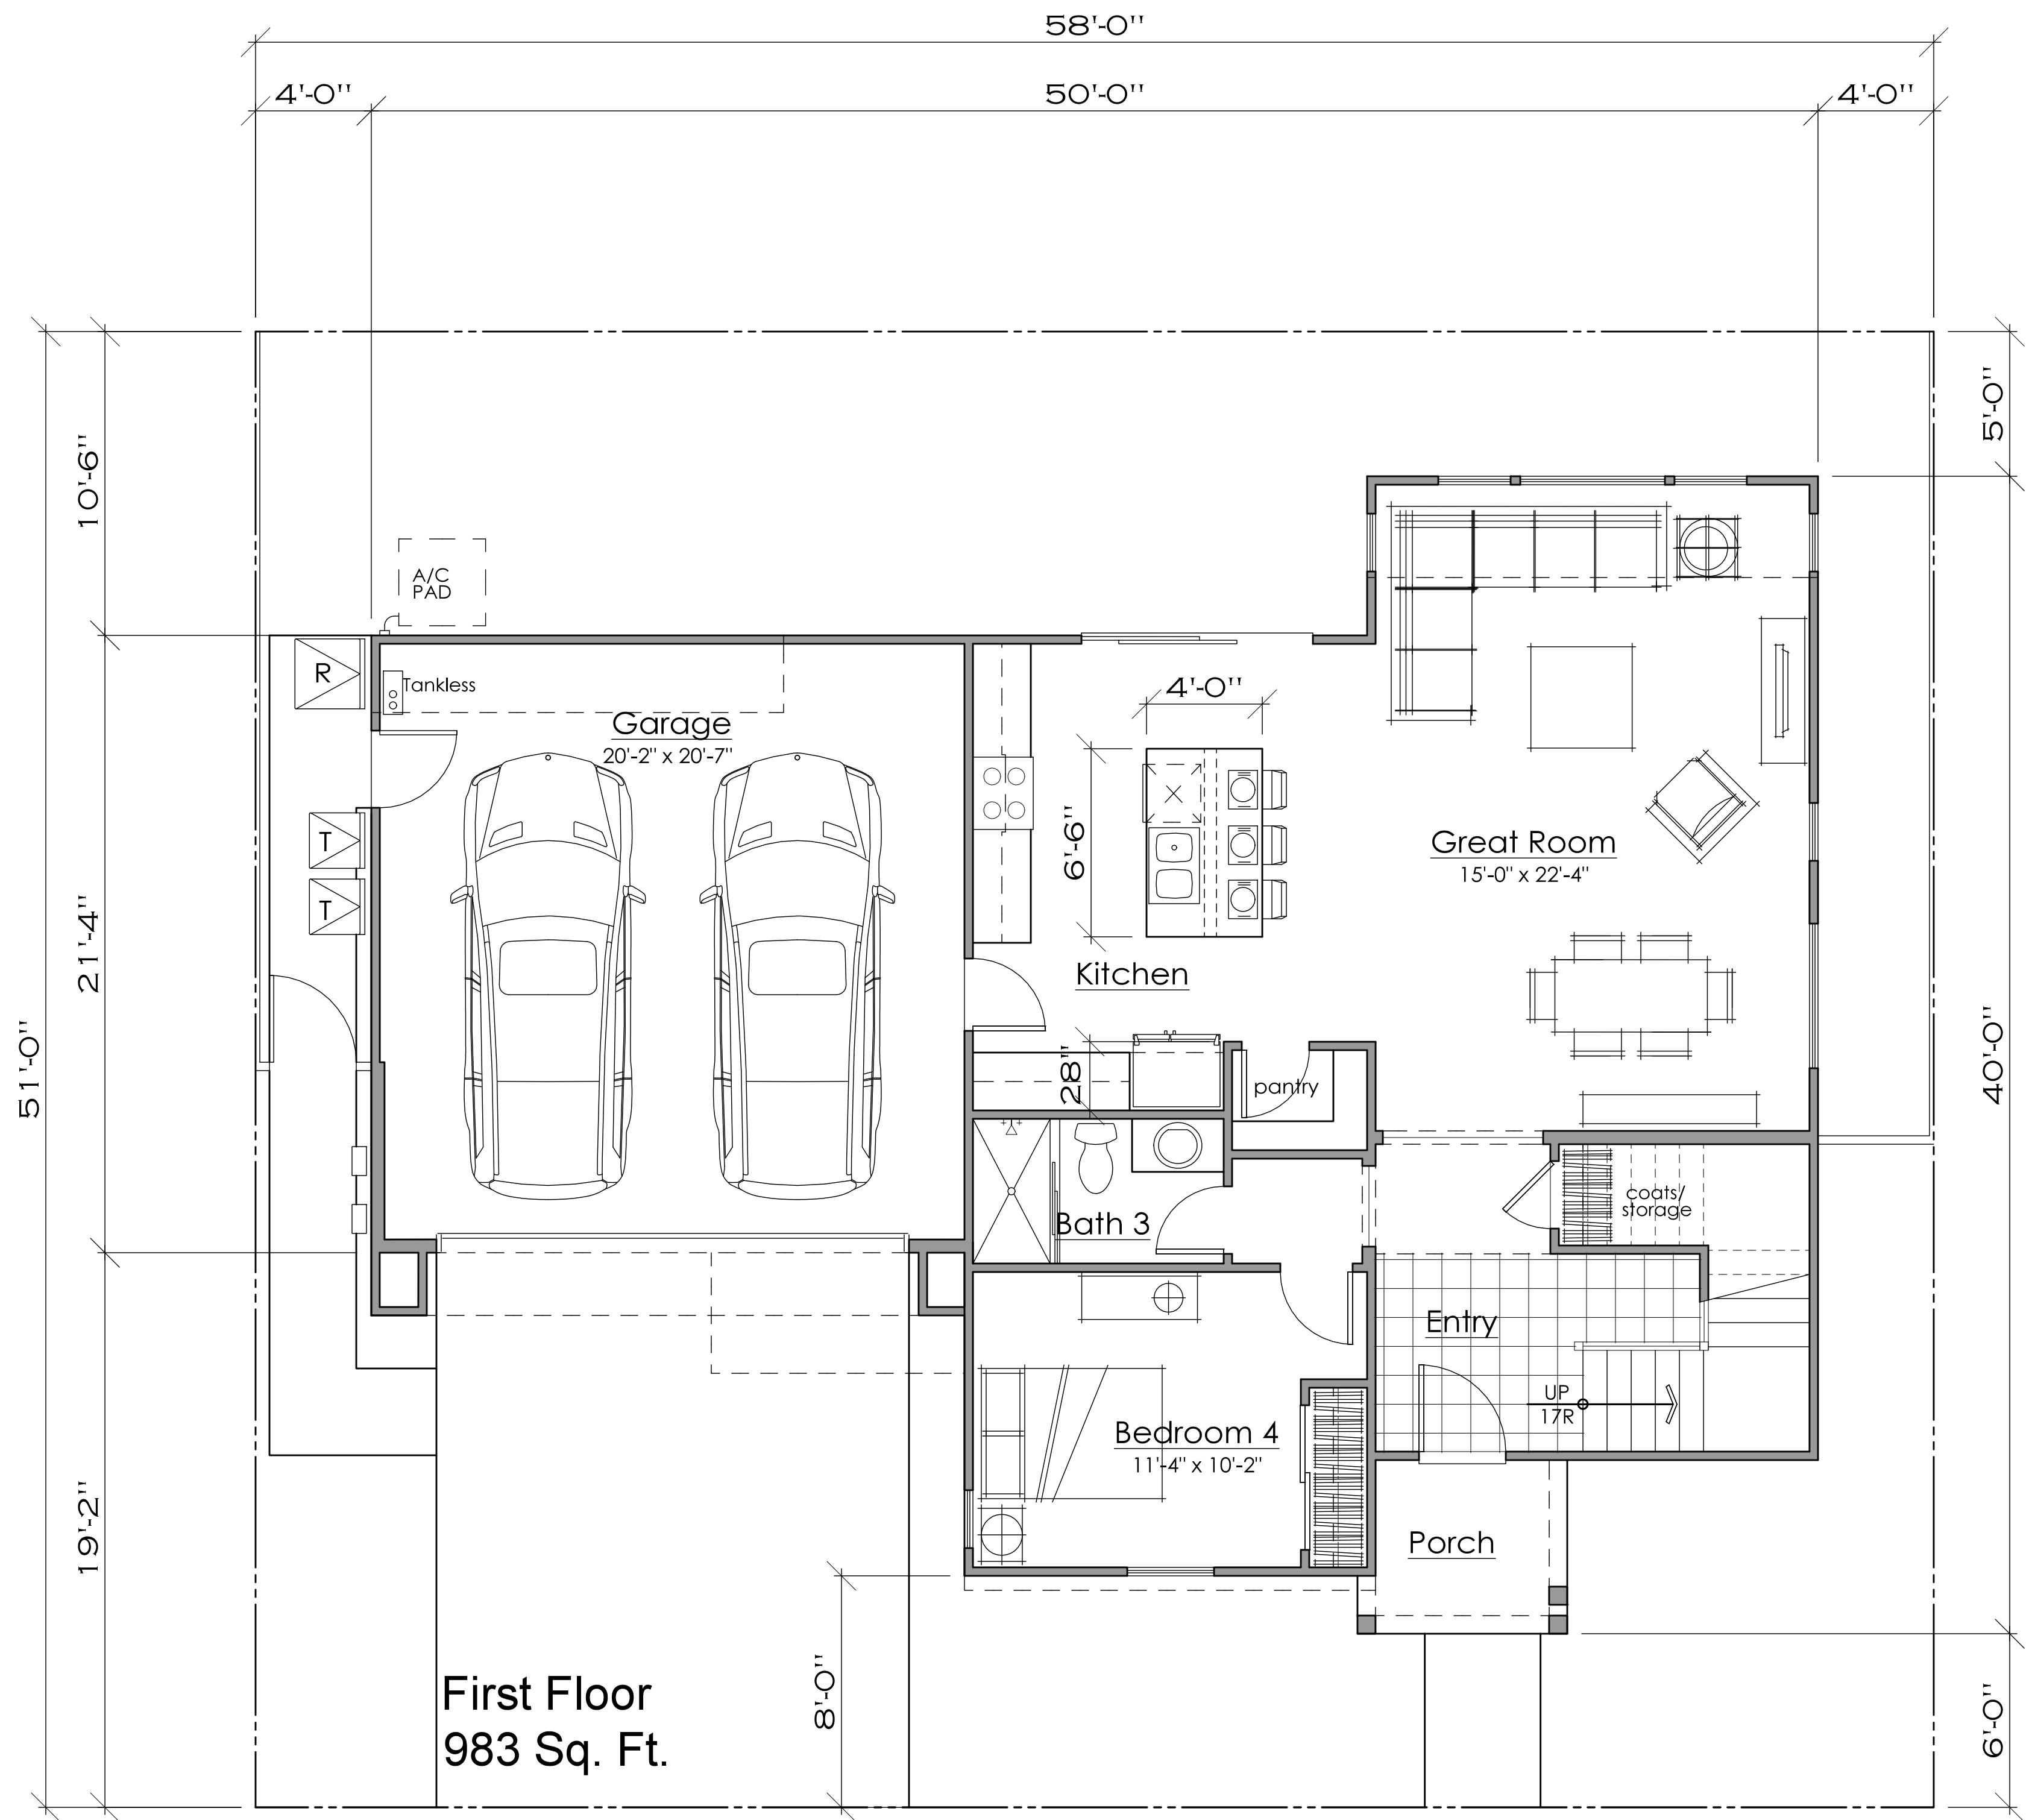 58'-0"
4'-0"
50'-0"
4'-0"
5'-0"
10'-6"
A/C
PAD
R
Tankless
Garage
20'-2" x 20'-7"
4'-0"
6'-6"
T
T
Great Room
15'-0" x 22'-4"
21'-4"
Kitchen
51'-0"
40'-0"
28"
pantry
coats/
storage
Bath 3
Entry
UP
17R
Bedroom 4
11'-4" x 10'-2"
19'-2"
Porch
8'-0"
6'-0"
First Floor
983 Sq. Ft.